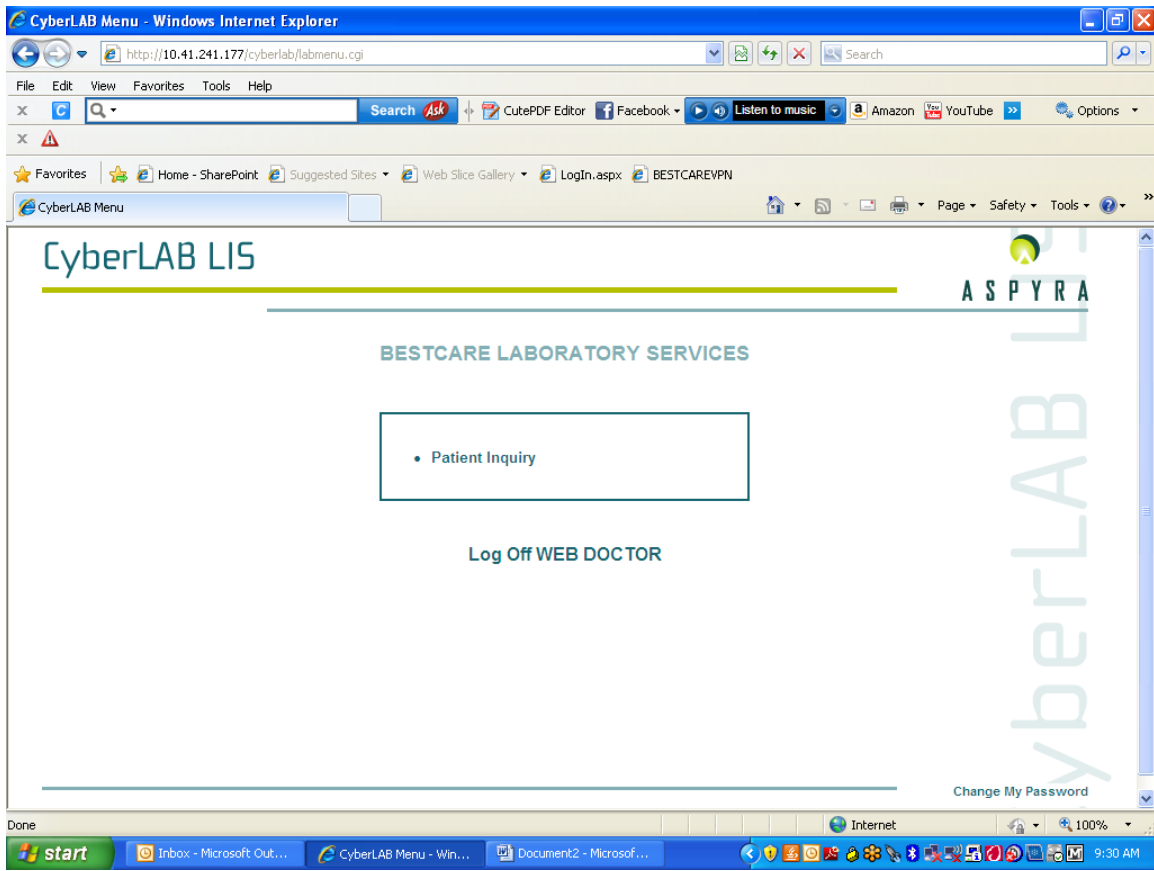 CyberLAB Menu - Windows Internet Explorer
http://10.41.241.177/cyberlab/labmenu.cgi
Search
File Edit View Favorites Tools Help
x C Search Ask CutePDF Editor Facebook Listen to music a Amazon YouTube » Options
x
Favorites Home - SharePoint Suggested Sites Web Slice Gallery LogIn.aspx BESTCAREVPN
CyberLAB Menu Page Safety Tools »
CyberLAB LIS
ASPYRA
BESTCARE LABORATORY SERVICES
• Patient Inquiry
Log Off WEB DOCTOR
yberLAB LIS
Change My Password
Done Internet 100%
start Inbox - Microsoft Out... CyberLAB Menu - Win... Document2 - Microsof... 9:30 AM